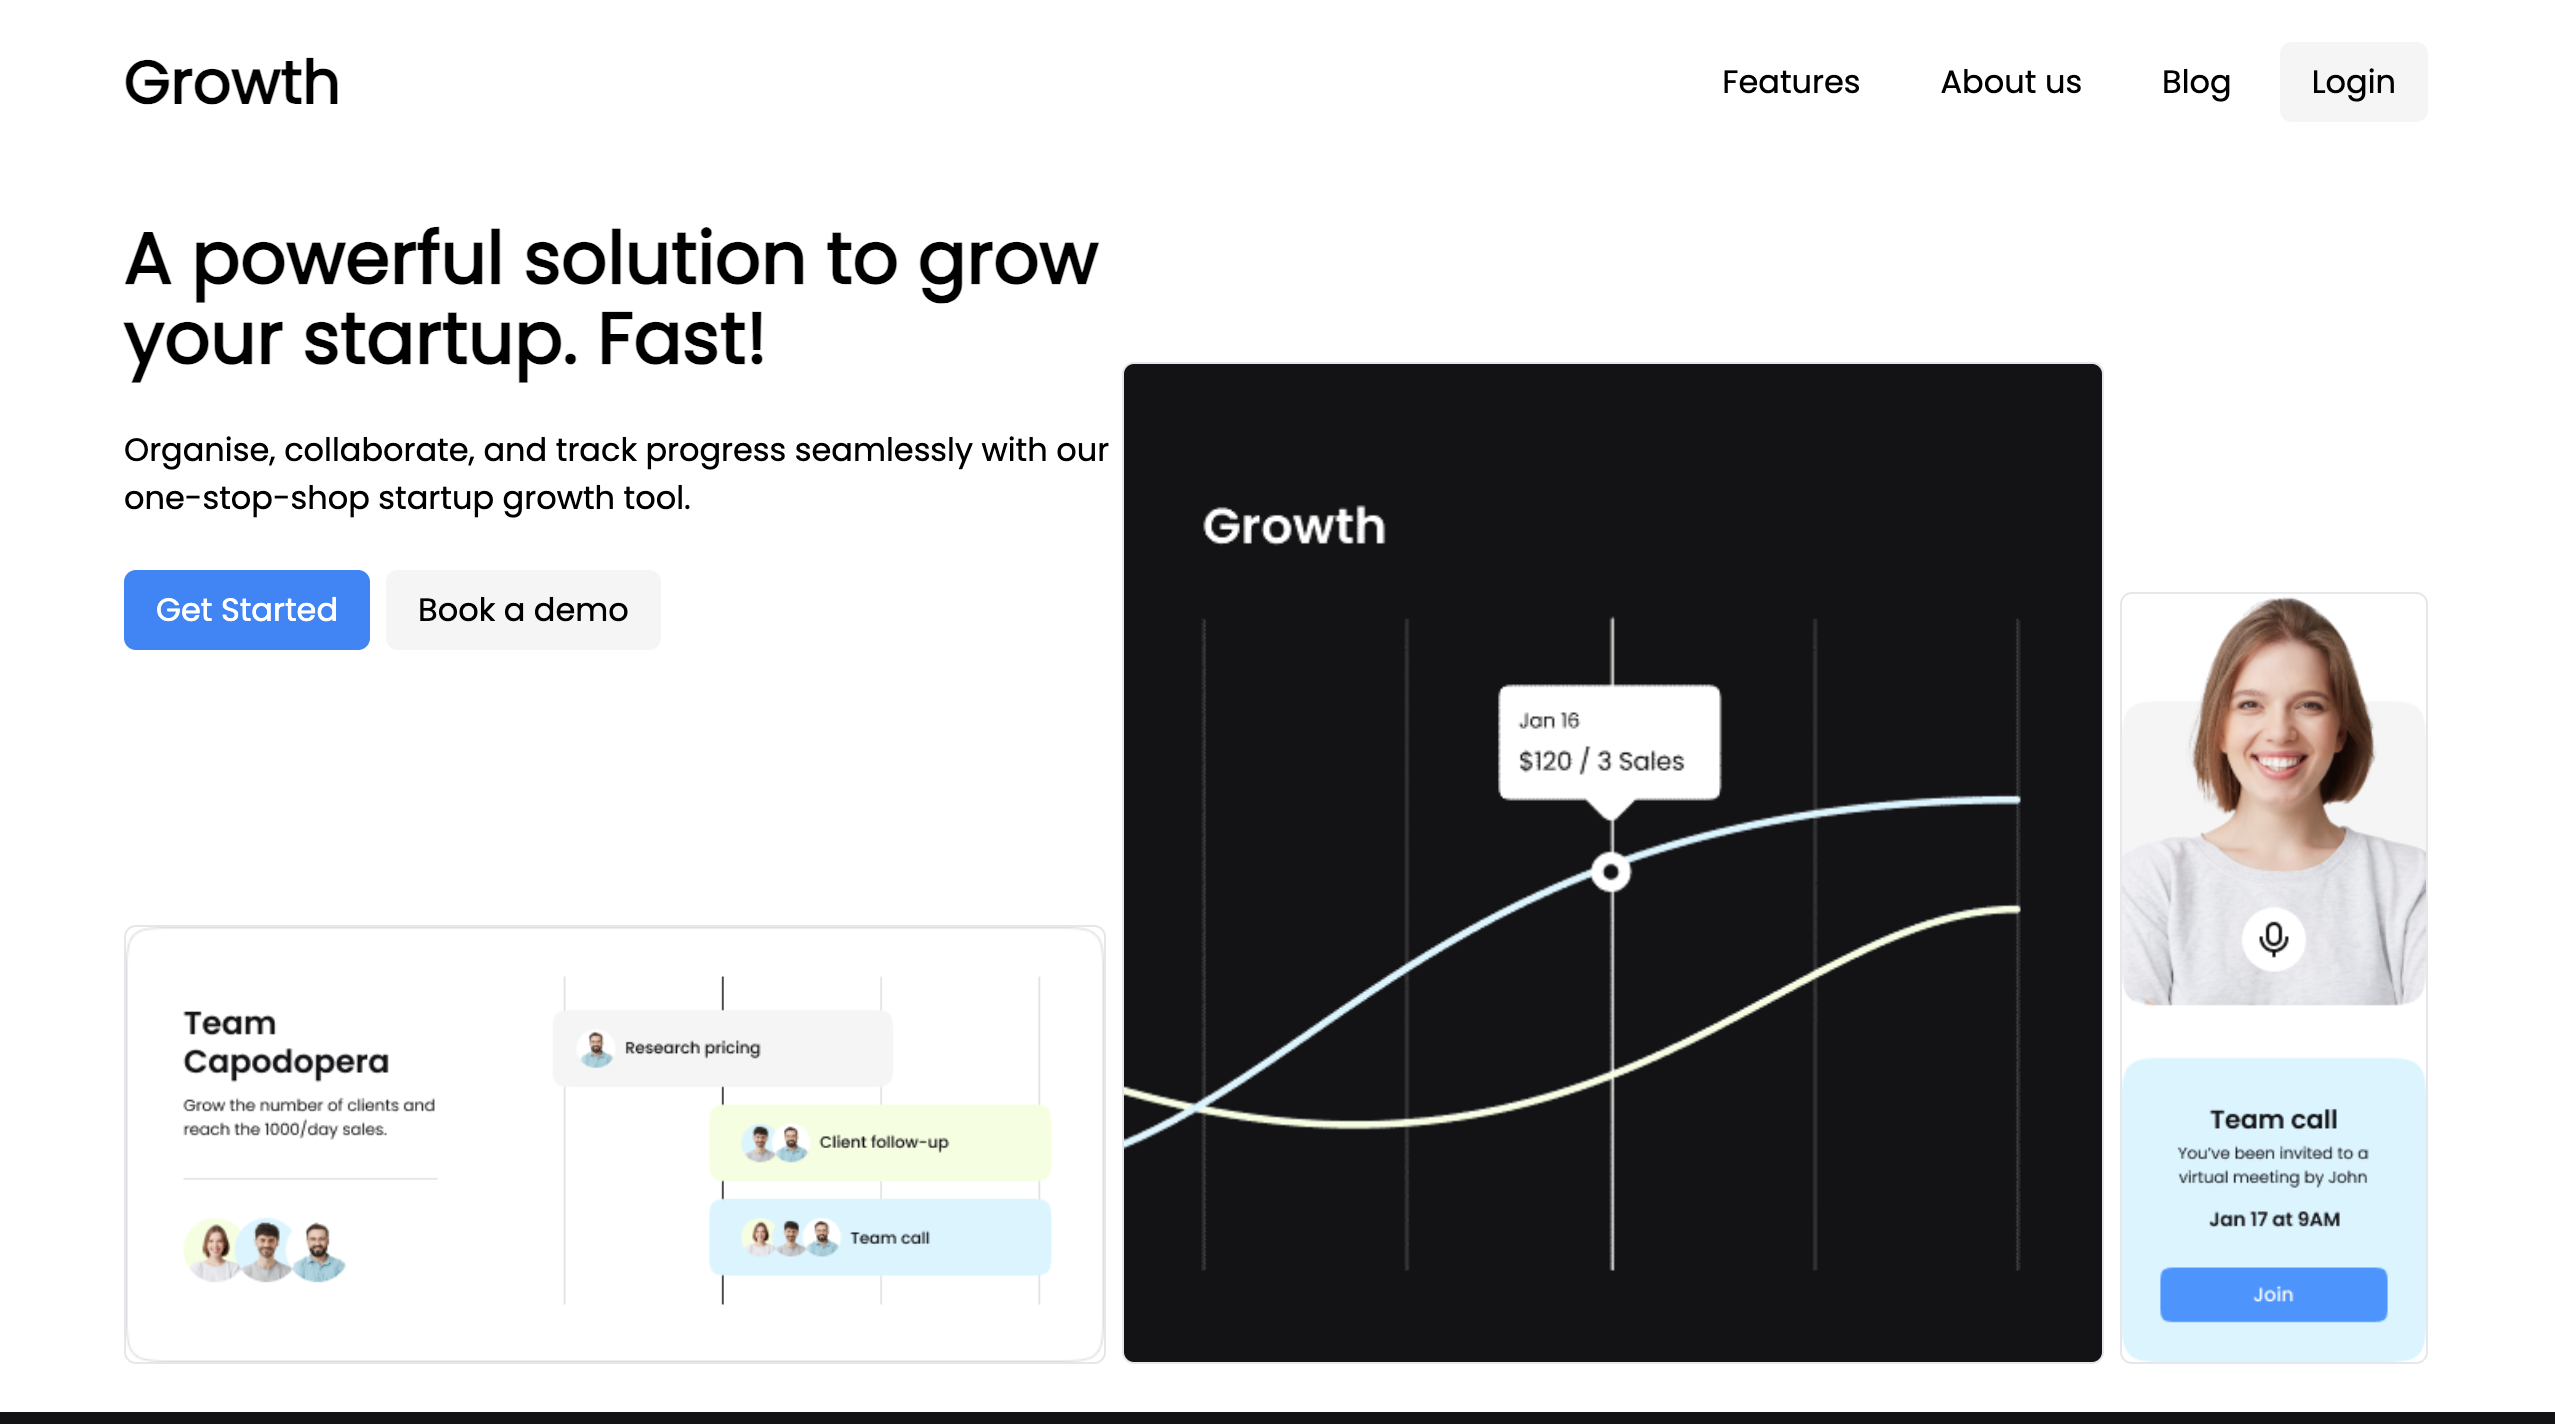 Growth
Features
About us
Blog
Login
A powerful solution to grow
your startup. Fast!
Organise, collaborate, and track progress seamlessly with our
one-stop-shop startup growth tool.
Get Started
Book a demo
Team
Capodopera
Grow the number of clients and
reach the 1000/day sales.
Research pricing
Client follow-up
Team call
Growth
Jan 16
$120 / 3 Sales
Team call
You've been invited to a
virtual meeting by John
Jan 17 at 9AM
Join